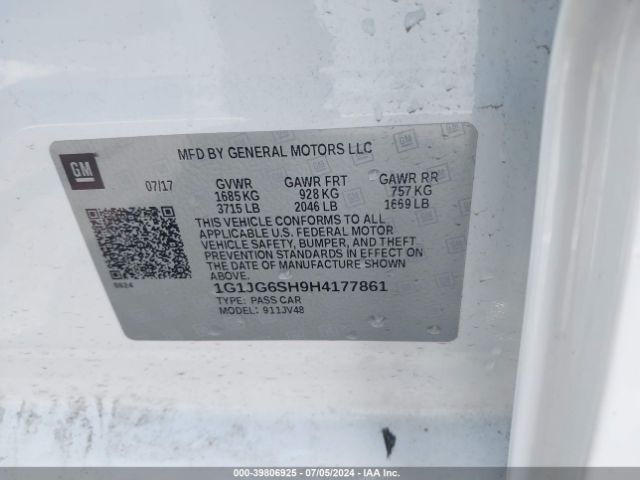 MFD BY GENERAL MOTORS LLC
GM
07/17
GVWR GAWR FRT GAWR RR
1685 KG 928 KG 757 KG
3715 LB 2046 LB 1669 LB
THIS VEHICLE CONFORMS TO ALL
APPLICABLE U.S. FEDERAL MOTOR
VEHICLE SAFETY, BUMPER, AND THEFT
PREVENTION STANDARDS IN EFFECT ON
THE DATE OF MANUFACTURE SHOWN
ABOVE.
1G1JG6SH9H4177861
TYPE: PASS CAR
MODEL: 911JV48
000-39806925 - 07/05/2024 - IAA Inc.